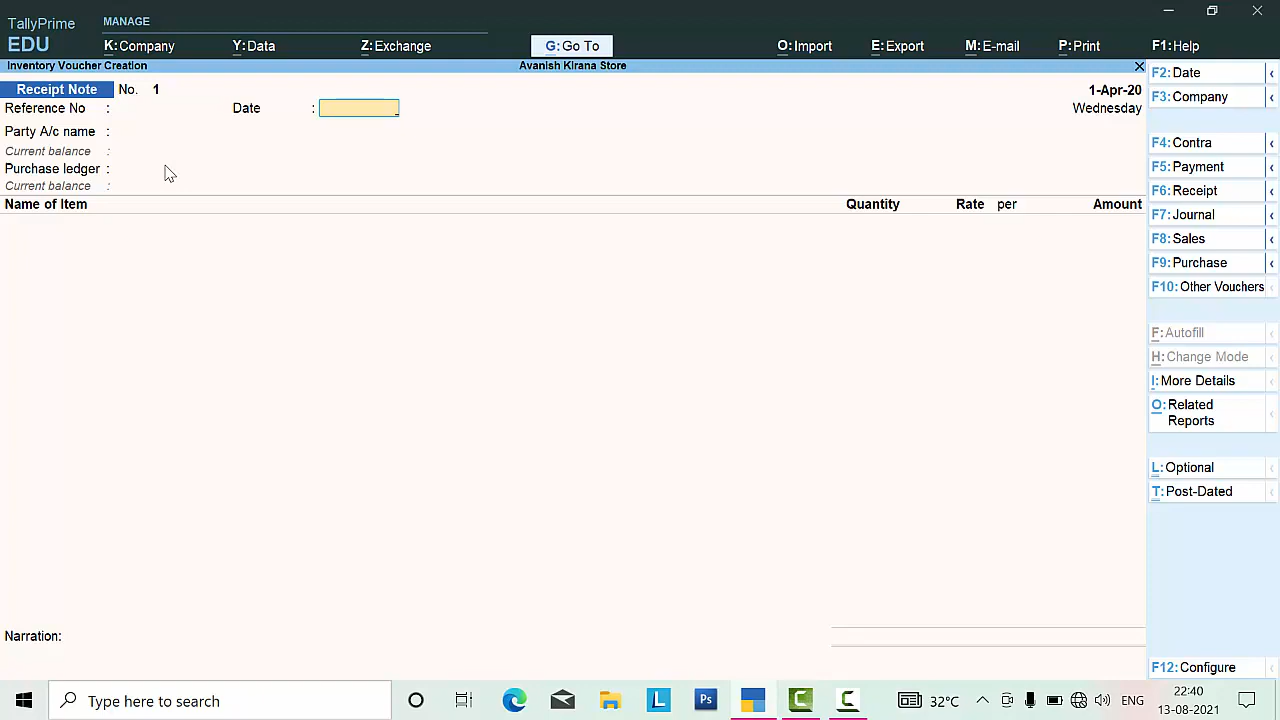 TallyPrime
EDU
MANAGE
K:Company
Y:Data
Z:Exchange
G:Go To
O:Import
E:Export
M:E-mail
P:Print
F1:Help
Inventory Voucher Creation
Avanish Kirana Store
Receipt Note No. 1
1-Apr-20
Reference No :
Date :
Wednesday
Party A/c name :
Current balance :
Purchase ledger :
Current balance :
Name of Item
Quantity
Rate per
Amount
Narration:
F2:Date
F3:Company
F4:Contra
F5:Payment
F6:Receipt
F7:Journal
F8:Sales
F9:Purchase
F10:Other Vouchers
F:Autofill
H:Change Mode
I:More Details
O:Related
Reports
L:Optional
T:Post-Dated
F12:Configure
Type here to search
L
Ps
32°C
ENG
22:40
13-08-2021